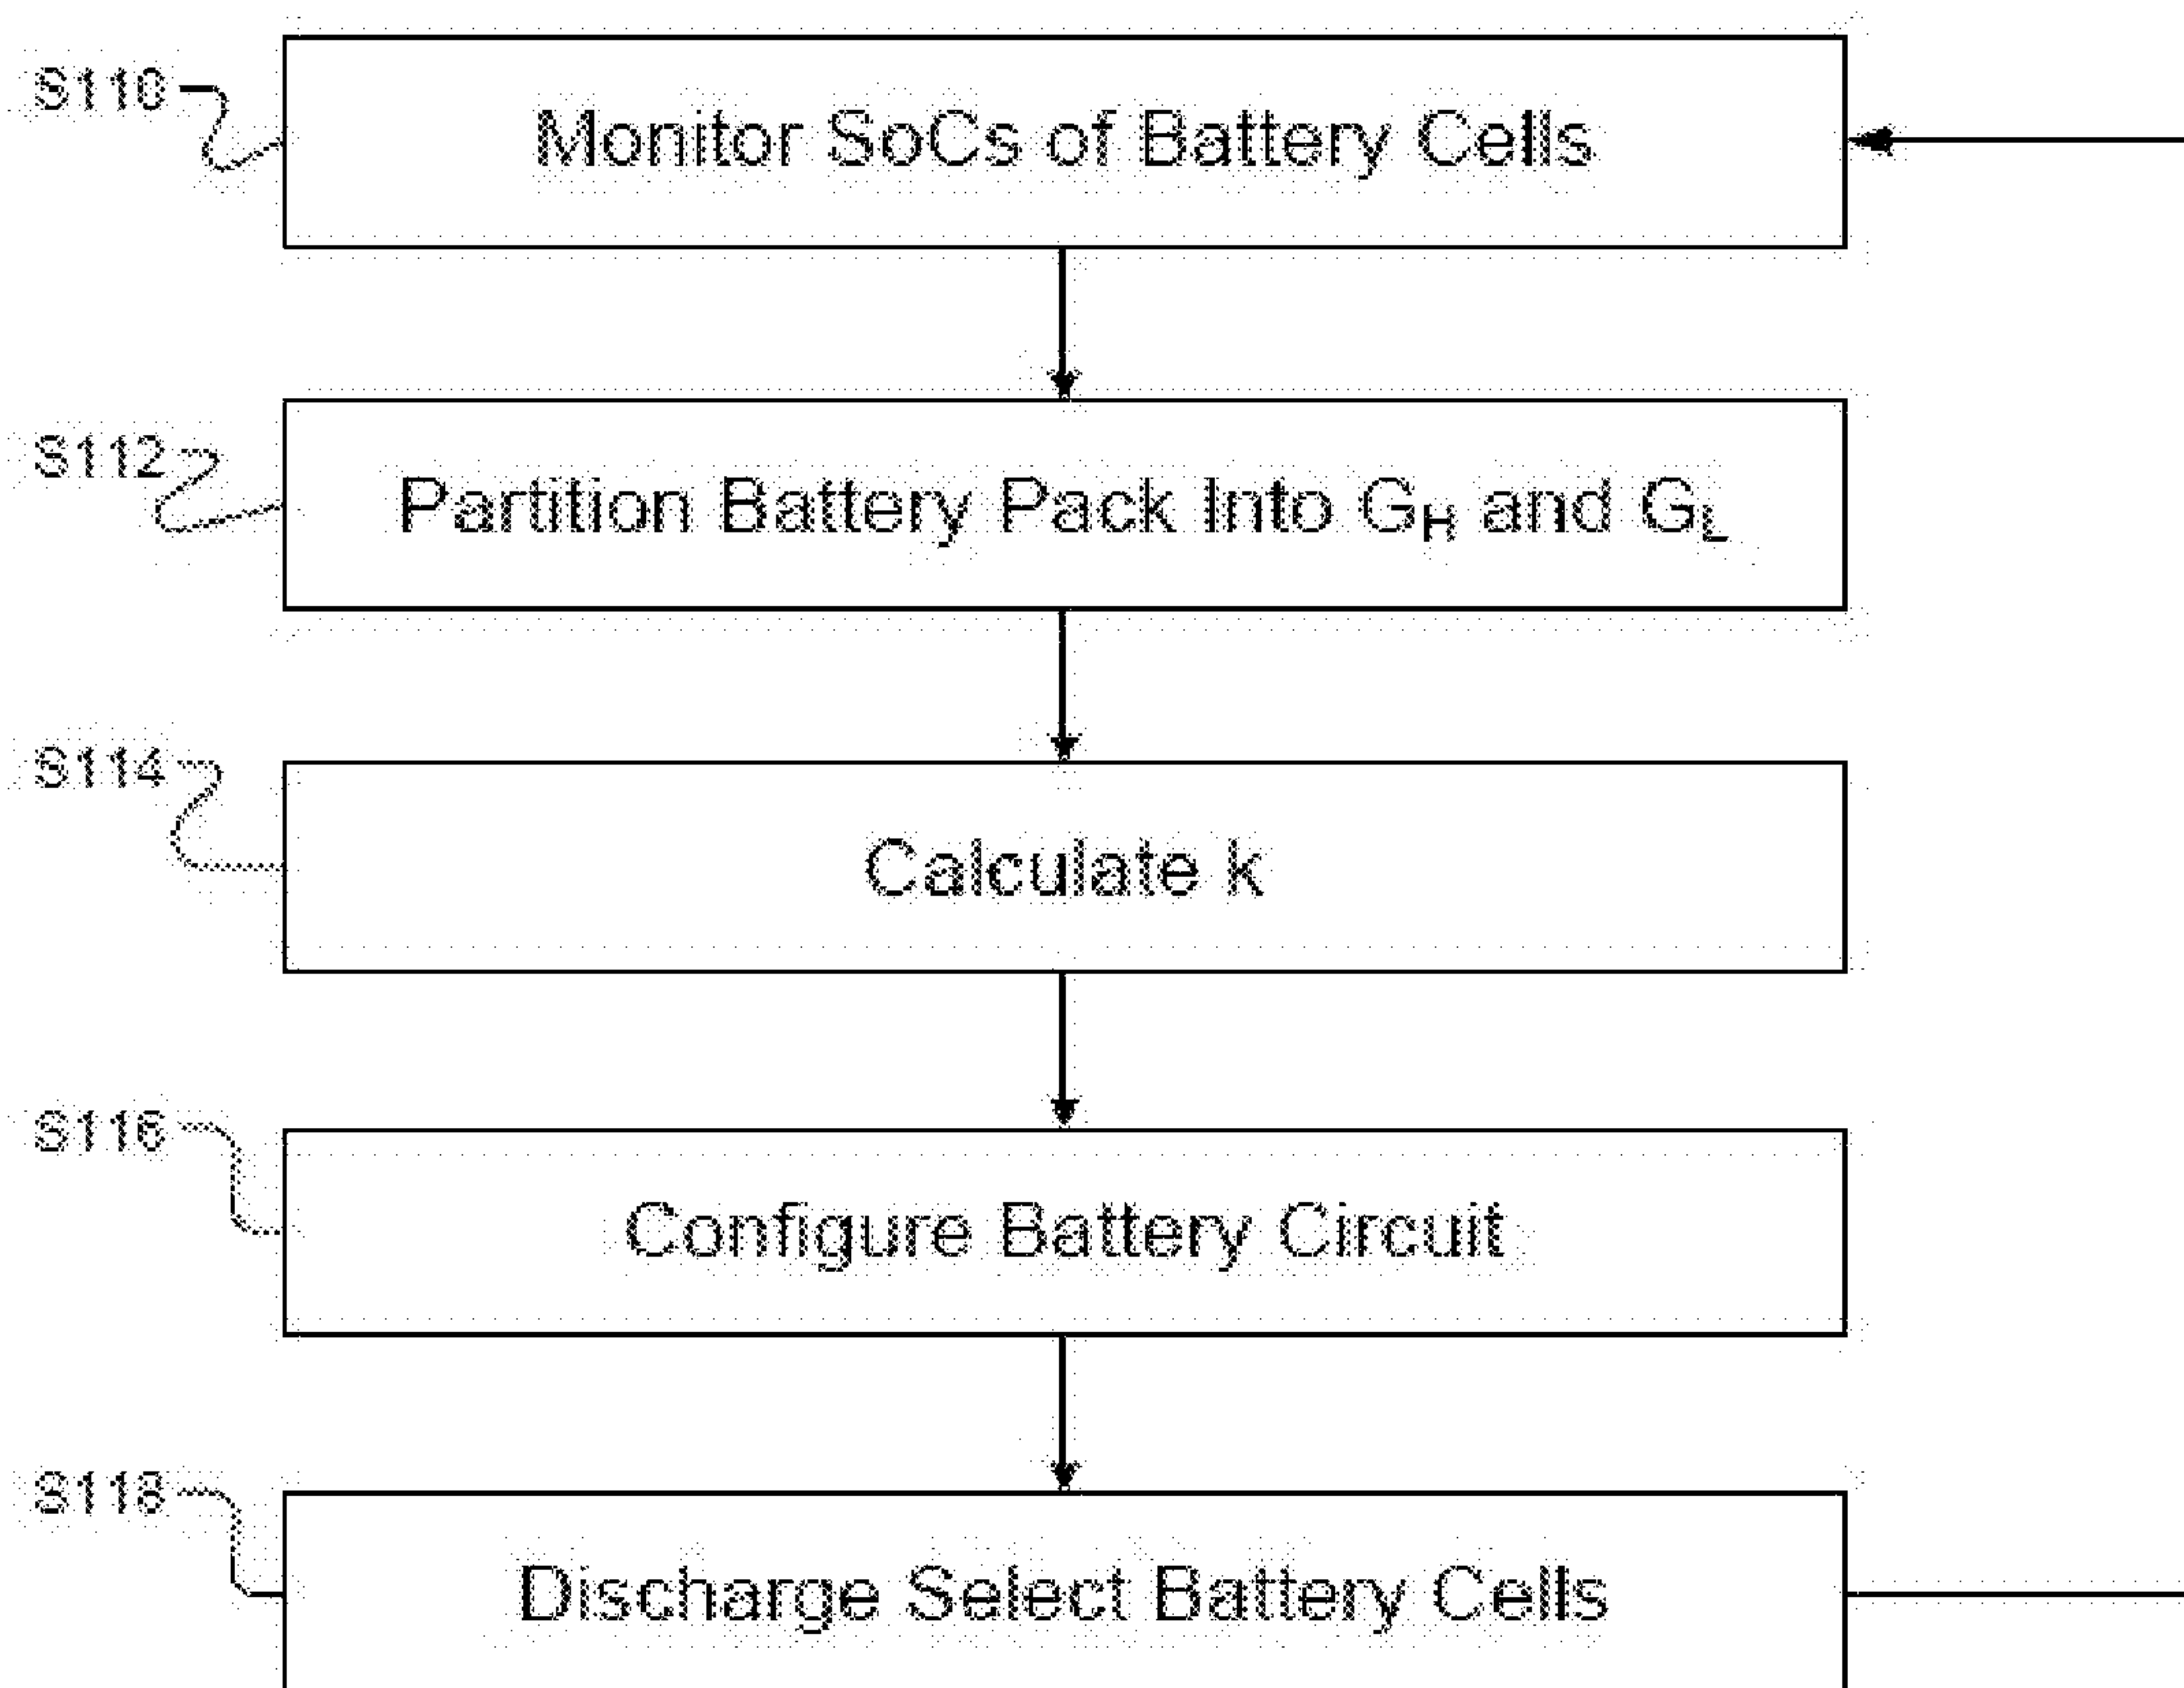 S110
Monitor SoCs of Battery Cells
S112
Partition Battery Pack Into GH and GL
S114
Calculate k
S116
Configure Battery Circuit
S118
Discharge Select Battery Cells